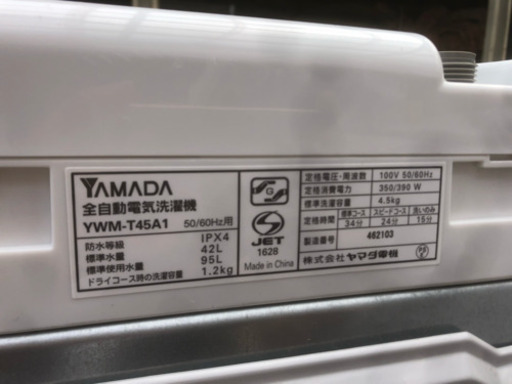 YAMADA
全自動電気洗濯機
YWM-T45A1 50/60Hz用
防水等級 IPX4
標準水量 42L
標準使用水量 95L
ドライコース時の洗濯容量 1.2kg
G
JET
1628
Made in China
定格電圧・周波数 100V 50/60Hz
定格消費電力 350/390 W
4.5kg
標準コース スピードコース 洗いのみ
定格時間 34分 24分 15分
製造番号 462103
株式会社ヤマダ電機